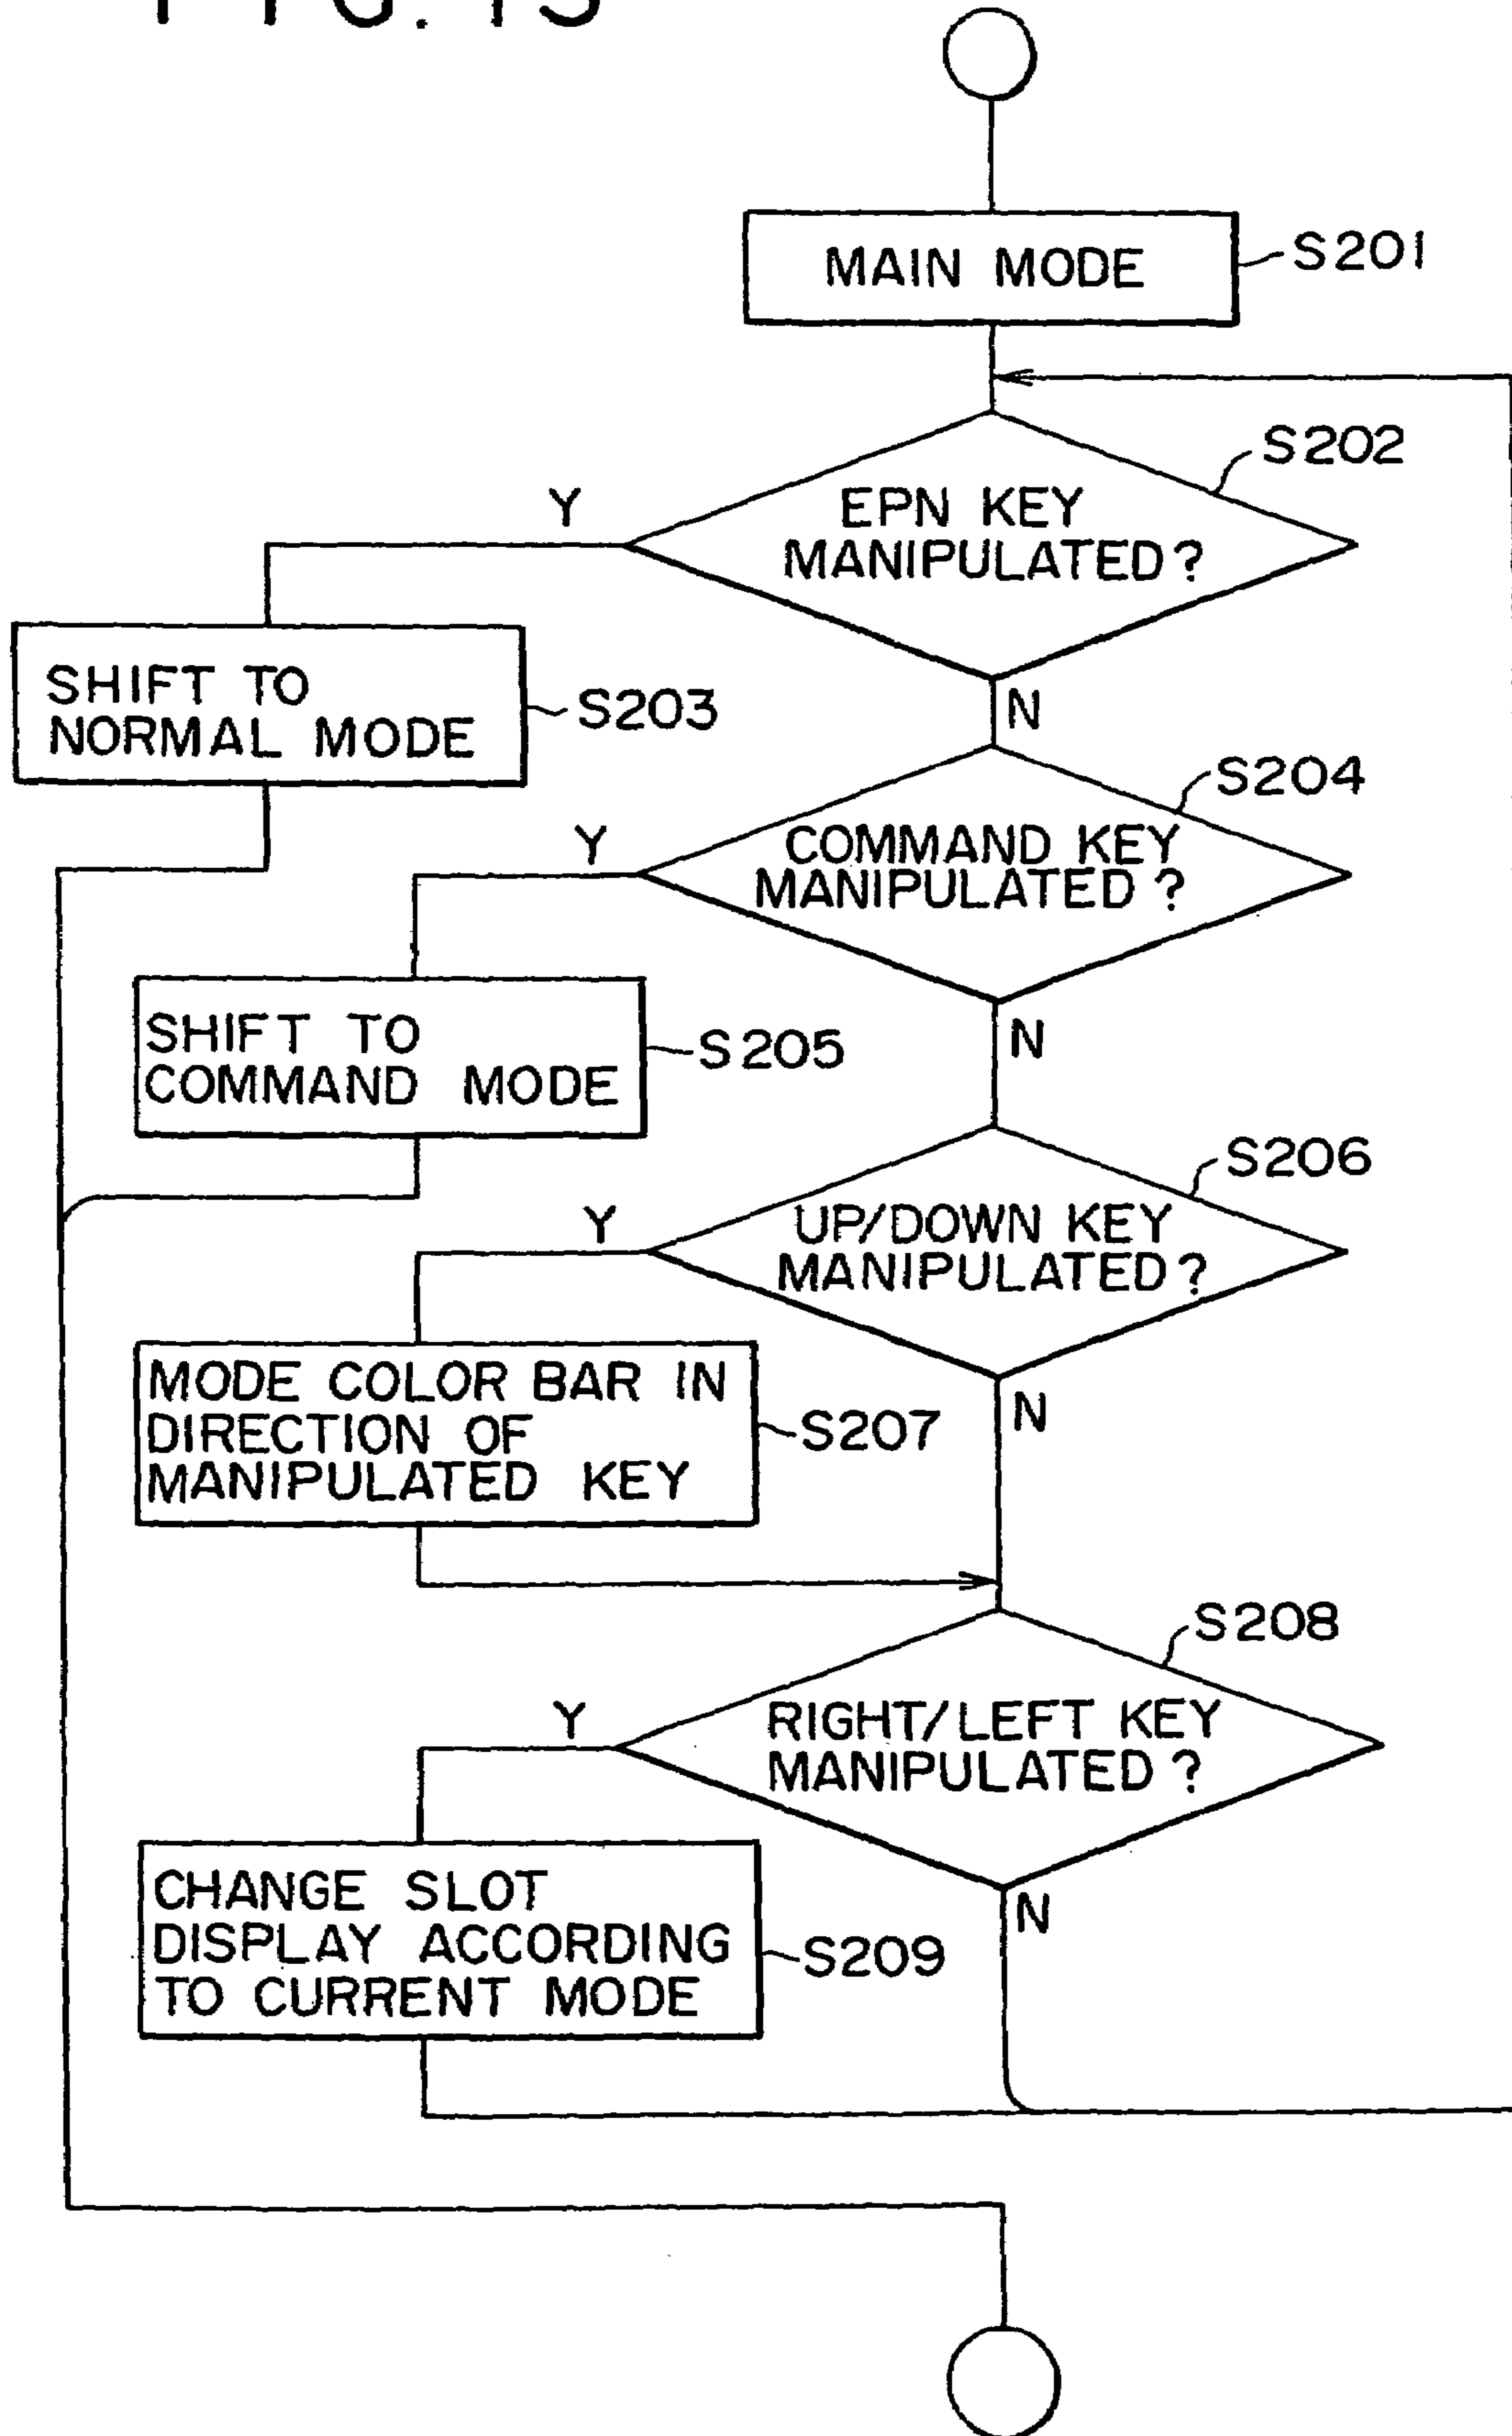 FIG. 15
MAIN MODE
S201
S202
Y
EPN KEY
MANIPULATED?
SHIFT TO
NORMAL MODE
S203
N
S204
Y
COMMAND KEY
MANIPULATED?
SHIFT TO
COMMAND MODE
S205
N
S206
Y
UP/DOWN KEY
MANIPULATED?
MODE COLOR BAR IN
DIRECTION OF
MANIPULATED KEY
S207
N
S208
Y
RIGHT/LEFT KEY
MANIPULATED?
CHANGE SLOT
DISPLAY ACCORDING
TO CURRENT MODE
S209
N